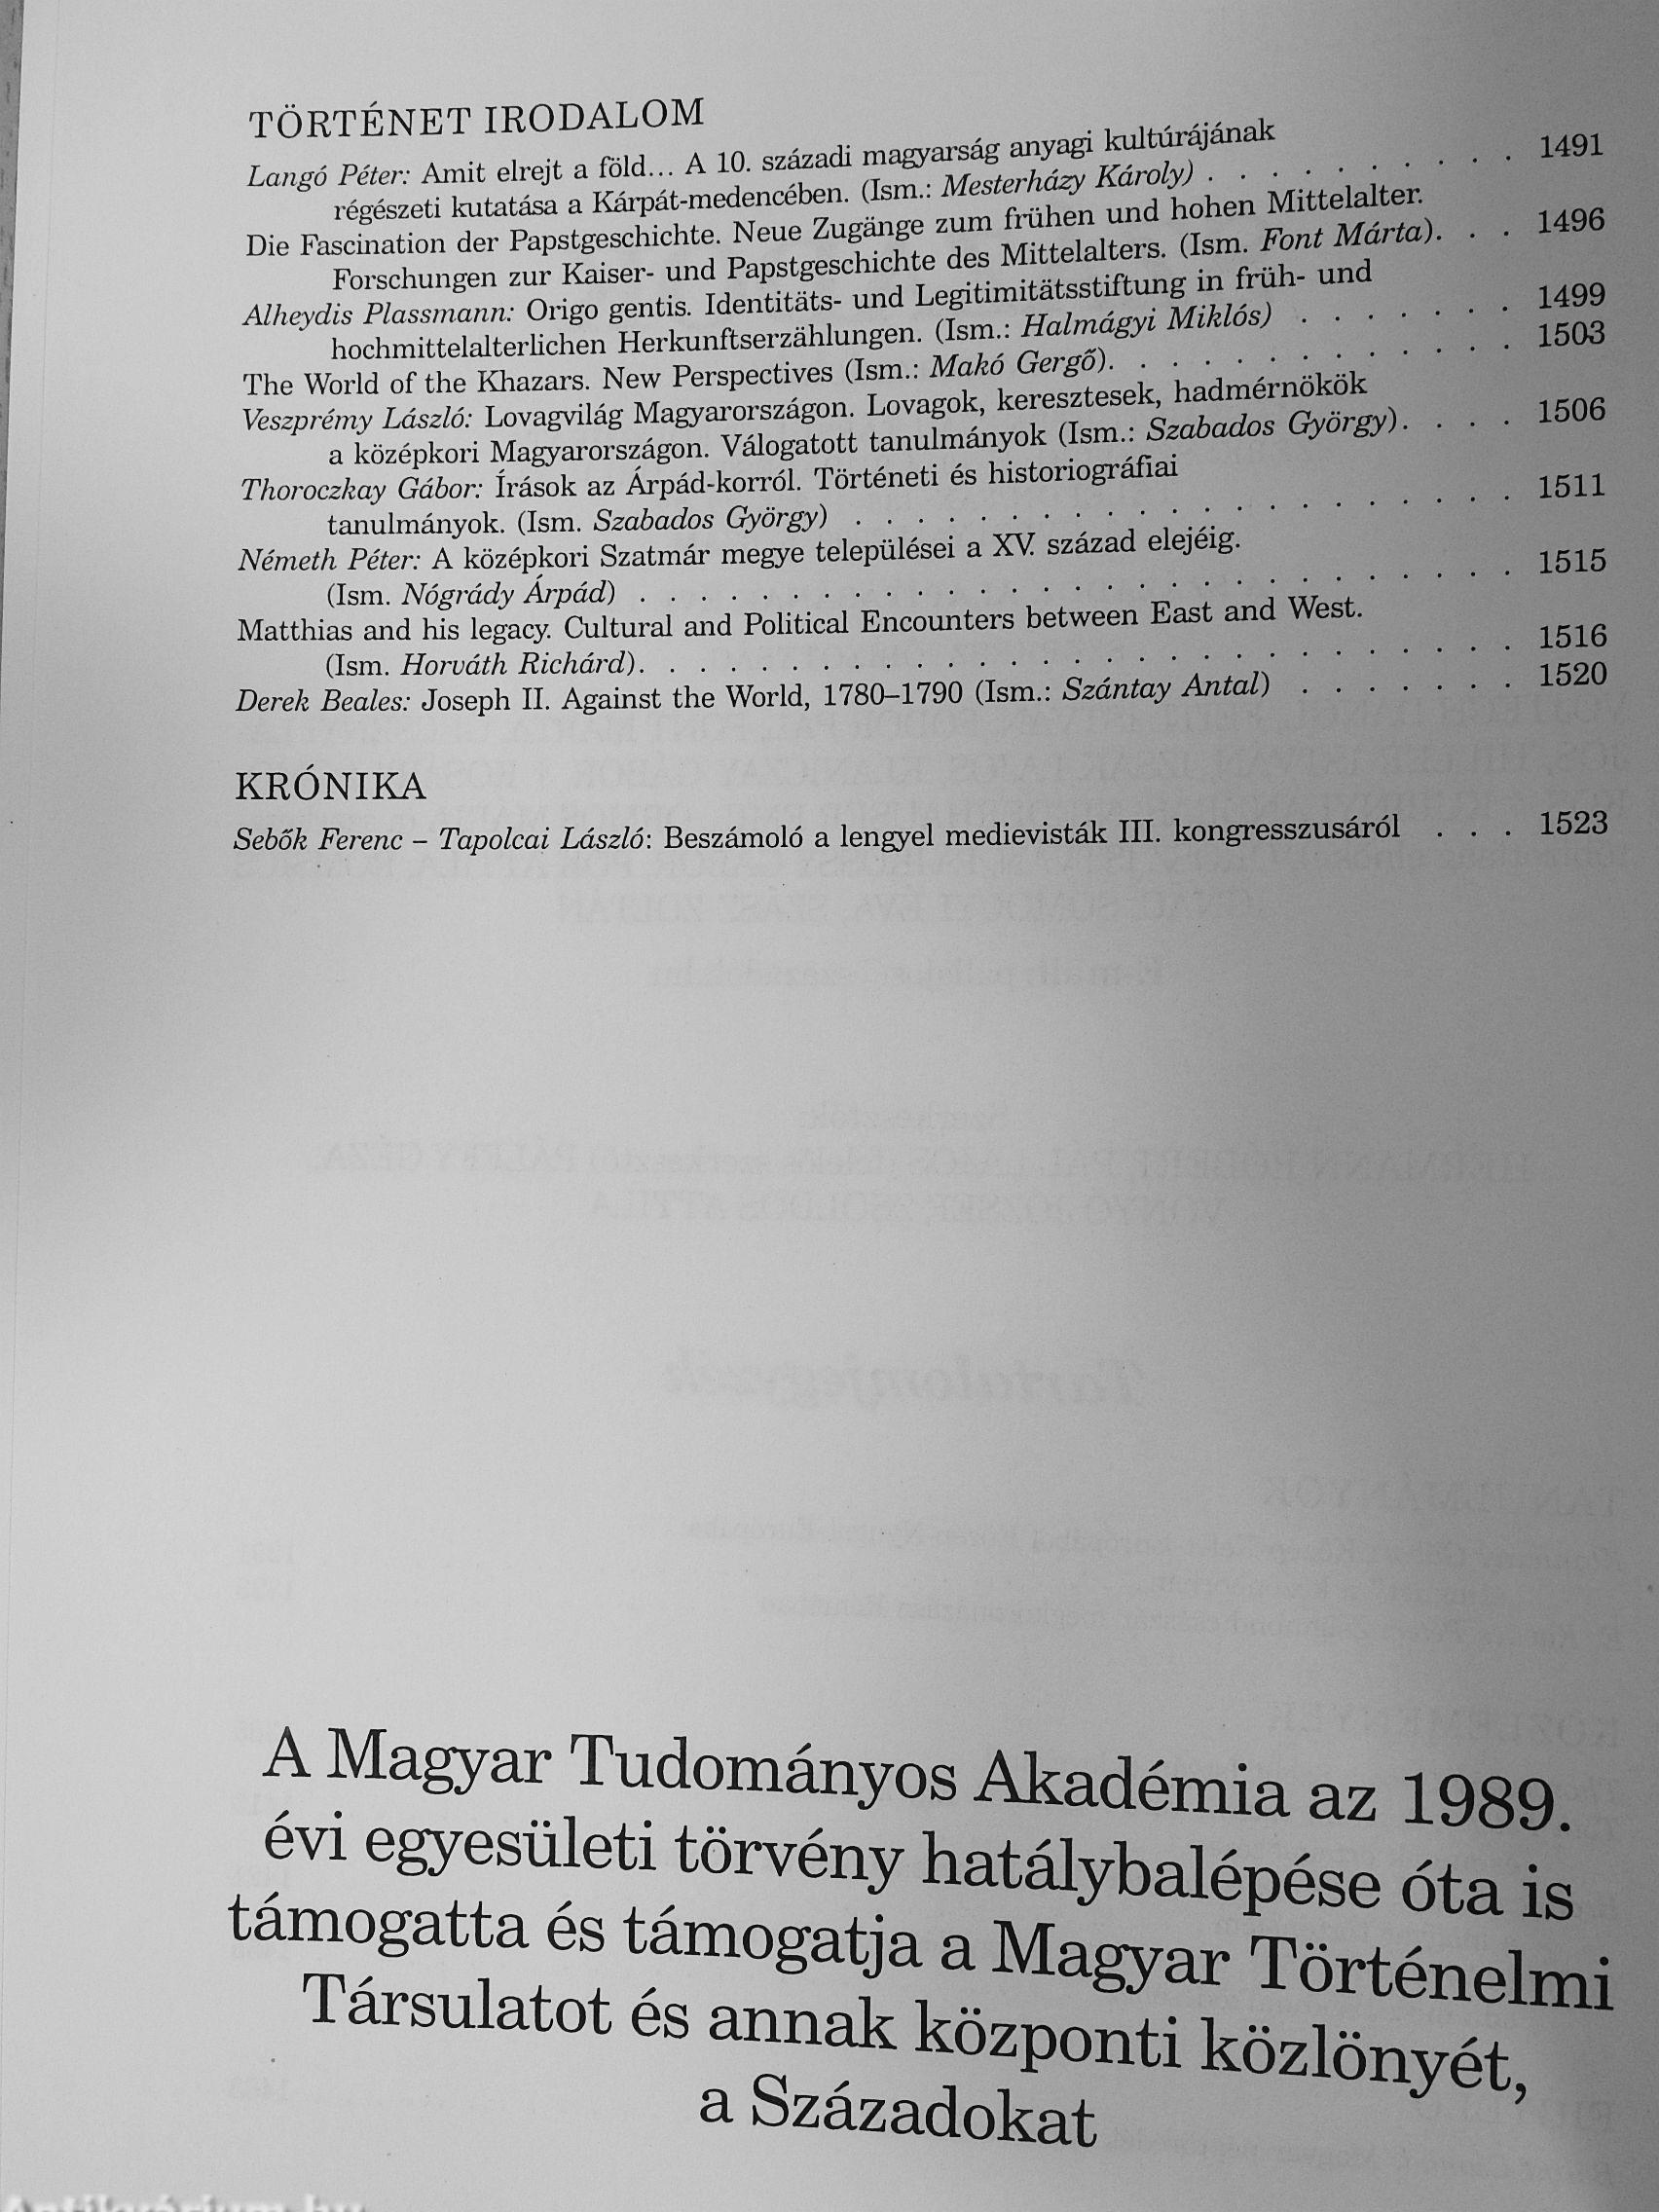 TÖRTÉNET IRODALOM
Langó Péter: Amit elrejt a föld… A 10. századi magyarság anyagi kultúrájának
régészeti kutatása a Kárpát-medencében. (Ism.: Mesterházy Károly) . . . . . . . . . . . 1491
Die Fascination der Papstgeschichte. Neue Zugänge zum frühen und hohen Mittelalter.
Forschungen zur Kaiser- und Papstgeschichte des Mittelalters. (Ism. Font Márta). . . 1496
Alheydis Plassmann: Origo gentis. Identitäts- und Legitimitätsstiftung in früh- und
hochmittelalterlichen Herkunftserzählungen. (Ism.: Halmágyi Miklós) . . . . . . . 1499
The World of the Khazars. New Perspectives (Ism.: Makó Gergő). . . . . . . . . . . . . 1503
Veszprémy László: Lovagvilág Magyarországon. Lovagok, keresztesek, hadmérnökök
a középkori Magyarországon. Válogatott tanulmányok (Ism.: Szabados György). . . . 1506
Thoroczkay Gábor: Írások az Árpád-korról. Történeti és historiográfiai
tanulmányok. (Ism. Szabados György) . . . . . . . . . . . . . . . . . . . . . . 1511
Németh Péter: A középkori Szatmár megye települései a XV. század elejéig.
(Ism. Nógrády Árpád) . . . . . . . . . . . . . . . . . . . . . . . . . . . . 1515
Matthias and his legacy. Cultural and Political Encounters between East and West.
(Ism. Horváth Richárd). . . . . . . . . . . . . . . . . . . . . . . . . . . . 1516
Derek Beales: Joseph II. Against the World, 1780–1790 (Ism.: Szántay Antal) . . . . . . . 1520
KRÓNIKA
Sebők Ferenc – Tapolcai László: Beszámoló a lengyel medievisták III. kongresszusáról . . . 1523
A Magyar Tudományos Akadémia az 1989.
évi egyesületi törvény hatálybalépése óta is
támogatta és támogatja a Magyar Történelmi
Társulatot és annak központi közlönyét,
a Századokat